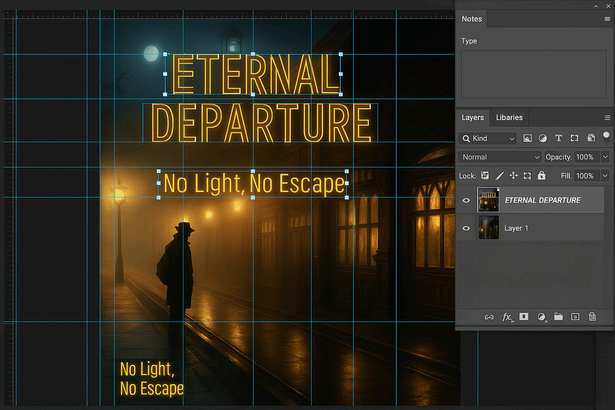 ETERNAL
DEPARTURE
No Light, No Escape
No Light,
No Escape
Notes
Type
Layers Libraries
Kind
Normal Opacity: 100%
Lock: Fill: 100%
ETERNAL DEPARTURE
Layer 1
fx